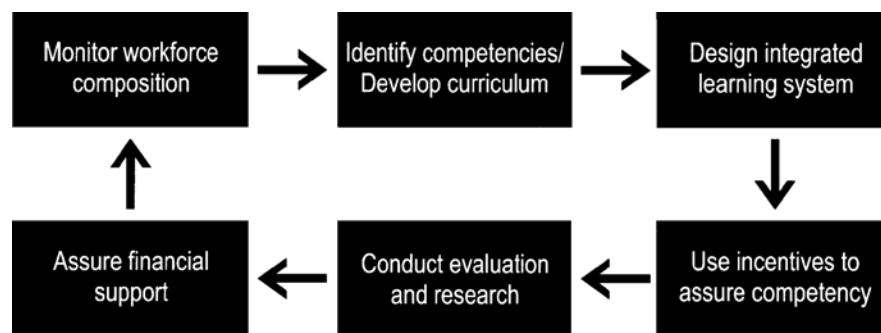 Monitor workforce
composition
Identify competencies/
Develop curriculum
Design integrated
learning system
Assure financial
support
Conduct evaluation
and research
Use incentives to
assure competency